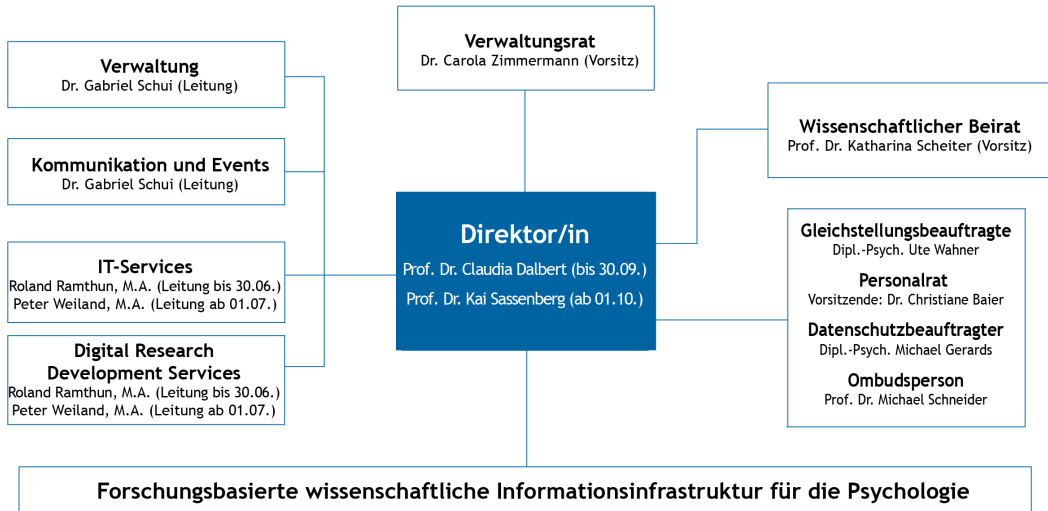 Verwaltungsrat
Dr. Carola Zimmermann (Vorsitz)
Verwaltung
Dr. Gabriel Schui (Leitung)
Kommunikation und Events
Dr. Gabriel Schui (Leitung)
IT-Services
Roland Ramthun, M.A. (Leitung bis 30.06.)
Peter Weiland, M.A. (Leitung ab 01.07.)
Digital Research
Development Services
Roland Ramthun, M.A. (Leitung bis 30.06.)
Peter Weiland, M.A. (Leitung ab 01.07.)
Direktor/in
Prof. Dr. Claudia Dalbert (bis 30.09.)
Prof. Dr. Kai Sassenberg (ab 01.10.)
Wissenschaftlicher Beirat
Prof. Dr. Katharina Scheiter (Vorsitz)
Gleichstellungsbeauftragte
Dipl.-Psych. Ute Wahner
Personalrat
Vorsitzende: Dr. Christiane Baier
Datenschutzbeauftragter
Dipl.-Psych. Michael Gerards
Ombudsperson
Prof. Dr. Michael Schneider
Forschungsbasierte wissenschaftliche Informationsinfrastruktur für die Psychologie